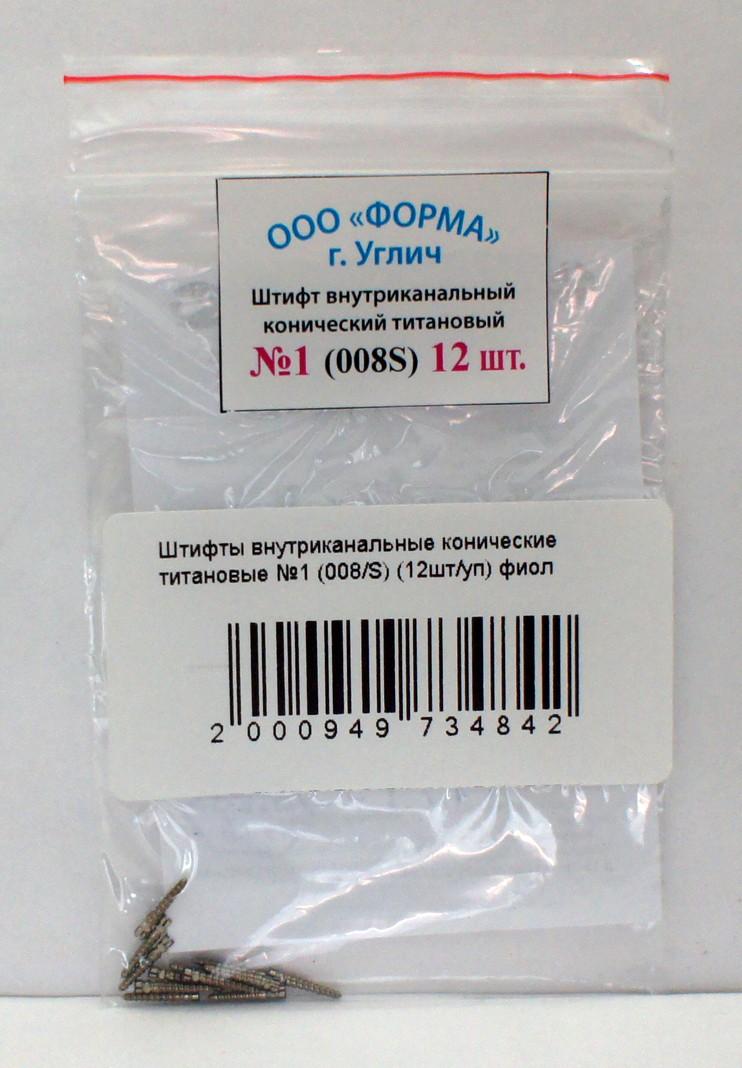 ООО «ФОРМА»
г. Углич
Штифт внутриканальный
конический титановый
№1 (008S) 12 шт.
Штифты внутриканальные конические
титановые №1 (008/S) (12шт/уп) фиол
2 000949 734842